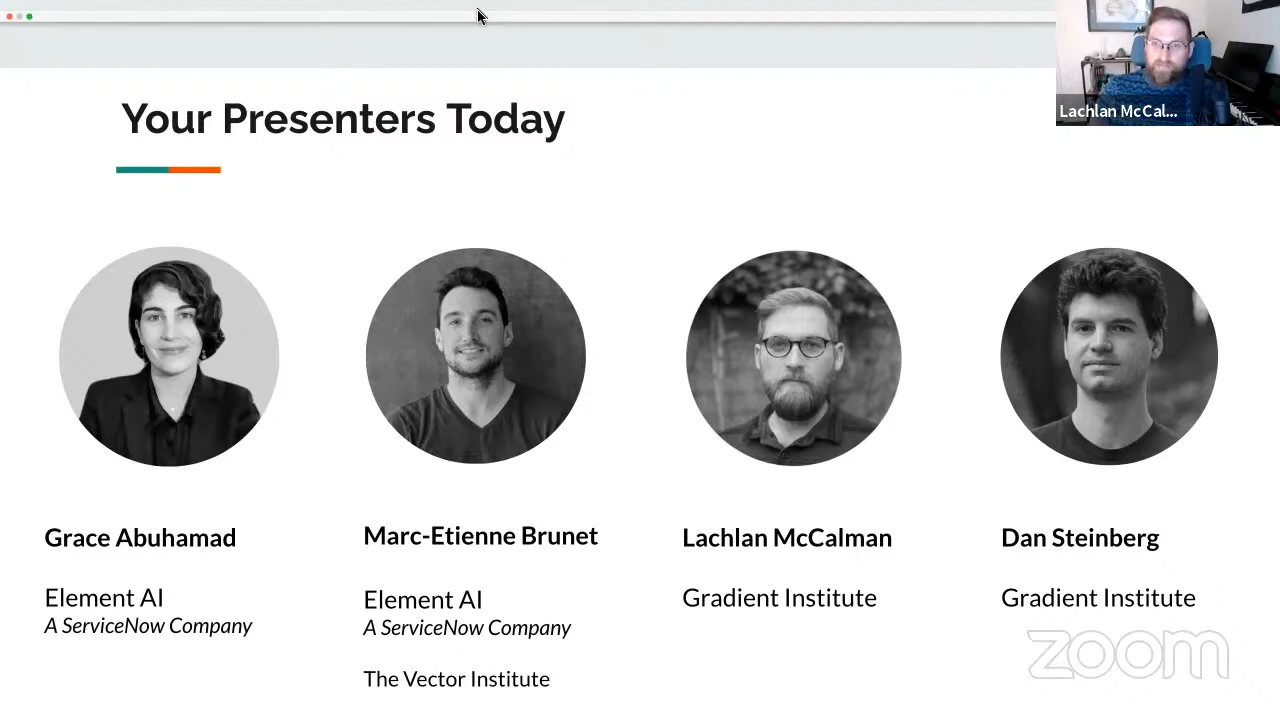 Your Presenters Today
Lachlan McCal...
Grace Abuhamad
Element AI
A ServiceNow Company
Marc-Etienne Brunet
Element AI
A ServiceNow Company
The Vector Institute
Lachlan McCalman
Gradient Institute
Dan Steinberg
Gradient Institute
zoom